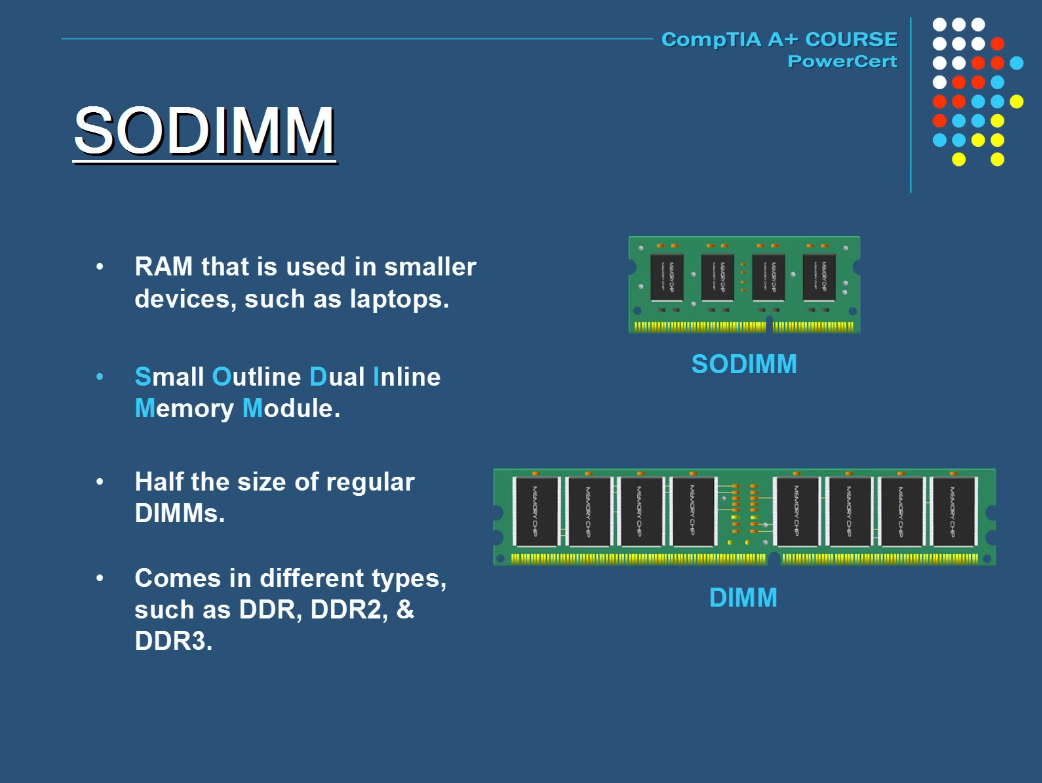 CompTIA A+ COURSE
PowerCert
SODIMM
• RAM that is used in smaller
devices, such as laptops.
• Small Outline Dual Inline
Memory Module.
• Half the size of regular
DIMMs.
• Comes in different types,
such as DDR, DDR2, &
DDR3.
MEMORY CHIP
MEMORY CHIP
MEMORY CHIP
MEMORY CHIP
SODIMM
MEMORY CHIP
MEMORY CHIP
MEMORY CHIP
MEMORY CHIP
MEMORY CHIP
MEMORY CHIP
MEMORY CHIP
MEMORY CHIP
DIMM